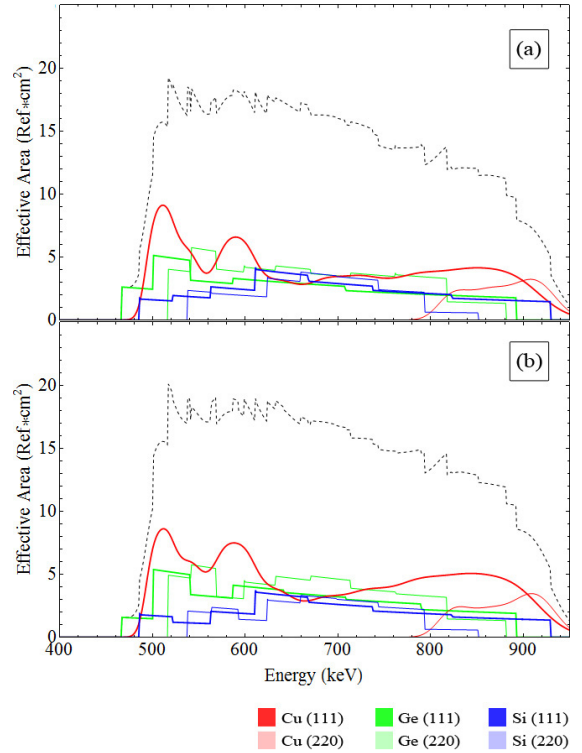 (a)
20
15
10
5
0
Effective Area (Ref*cm²)
(b)
20
15
10
5
0
Effective Area (Ref*cm²)
400 500 600 700 800 900
Energy (keV)
Cu (111) Ge (111) Si (111)
Cu (220) Ge (220) Si (220)